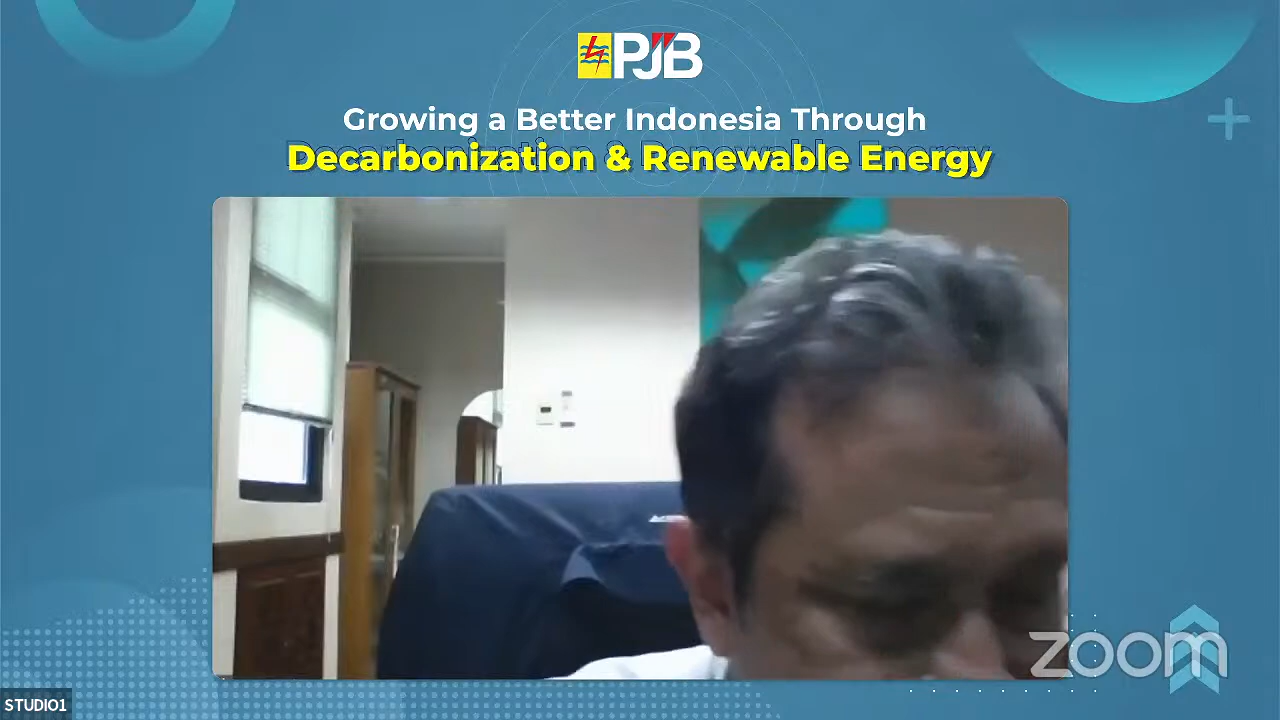 PJB
Growing a Better Indonesia Through
Decarbonization & Renewable Energy
zoom
STUDIO1